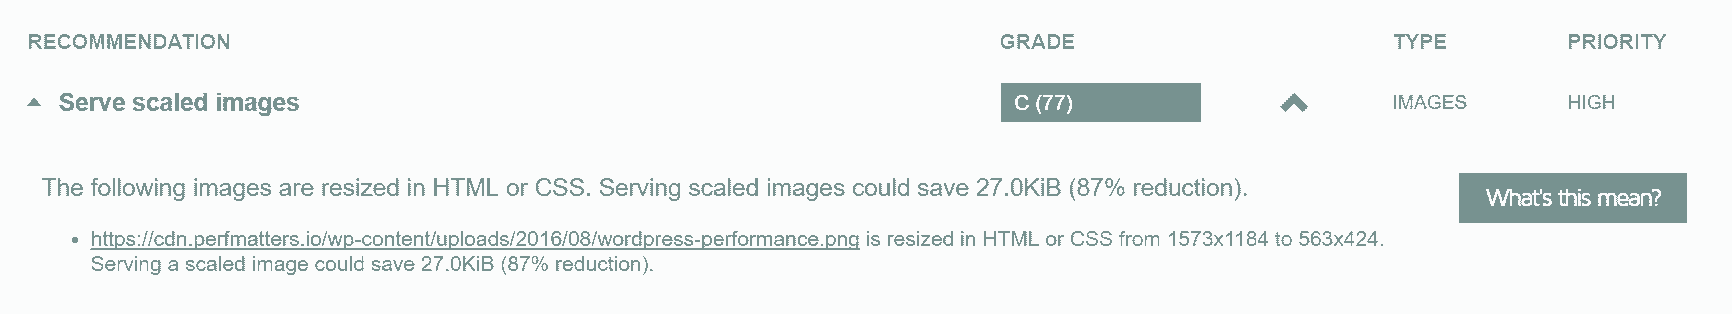 RECOMMENDATION GRADE TYPE PRIORITY
Serve scaled images C (77) IMAGES HIGH
The following images are resized in HTML or CSS. Serving scaled images could save 27.0KiB (87% reduction).
What's this mean?
• https://cdn.perfmatters.io/wp-content/uploads/2016/08/wordpress-performance.png is resized in HTML or CSS from 1573x1184 to 563x424.
Serving a scaled image could save 27.0KiB (87% reduction).